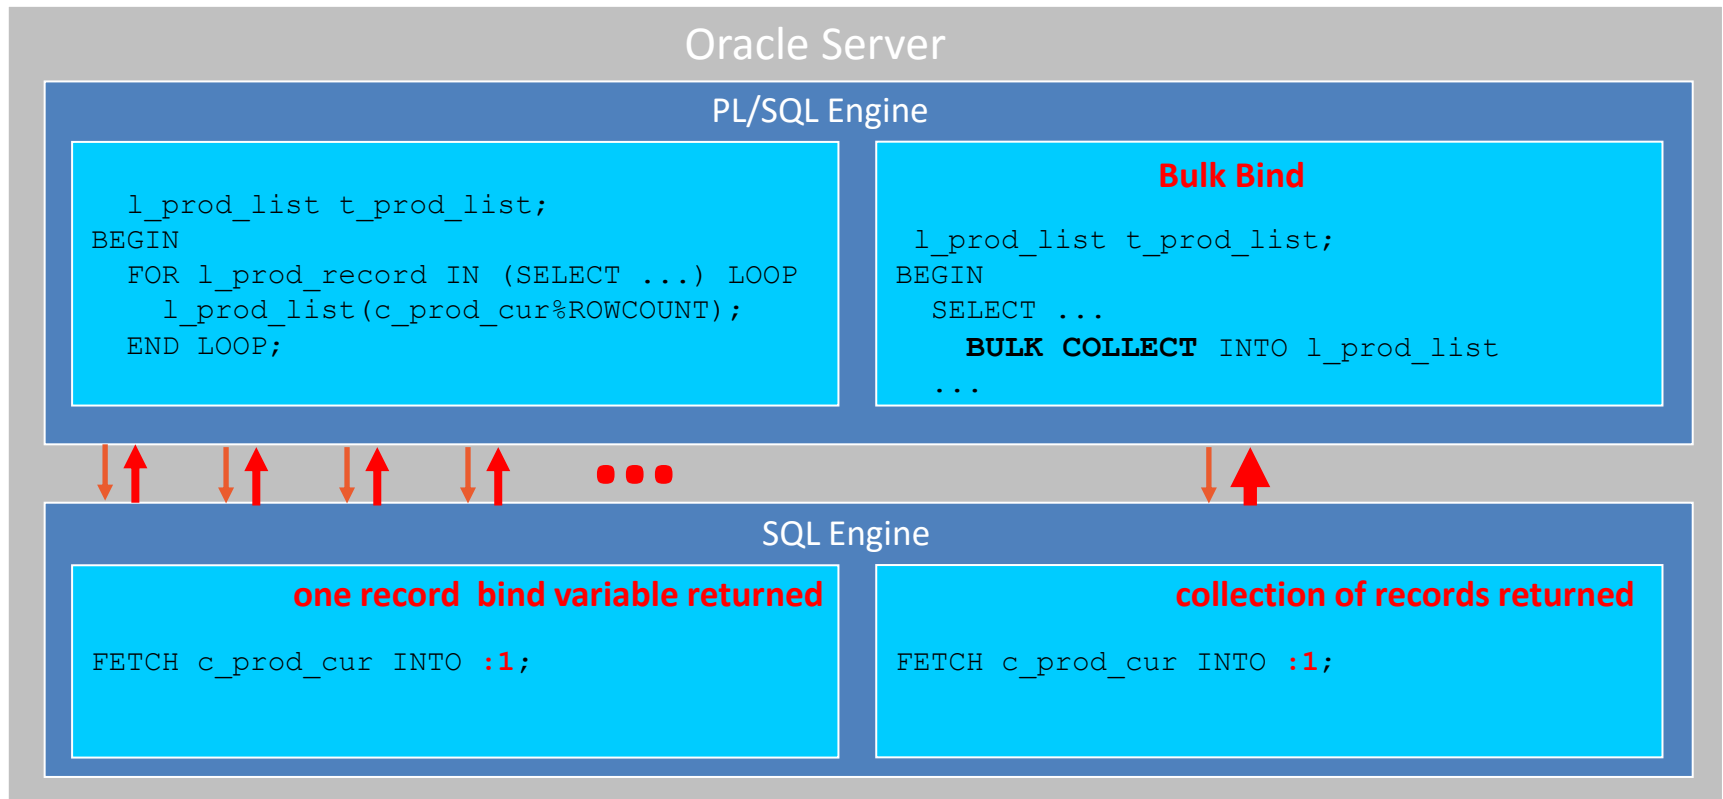 Oracle Server
PL/SQL Engine
l_prod_list t_prod_list;
BEGIN
FOR l_prod_record IN (SELECT ...) LOOP
l_prod_list(c_prod_cur%ROWCOUNT);
END LOOP;
Bulk Bind
l_prod_list t_prod_list;
BEGIN
SELECT ...
BULK COLLECT INTO l_prod_list
...
...
SQL Engine
one record  bind variable returned
FETCH c_prod_cur INTO :1;
collection of records returned
FETCH c_prod_cur INTO :1;